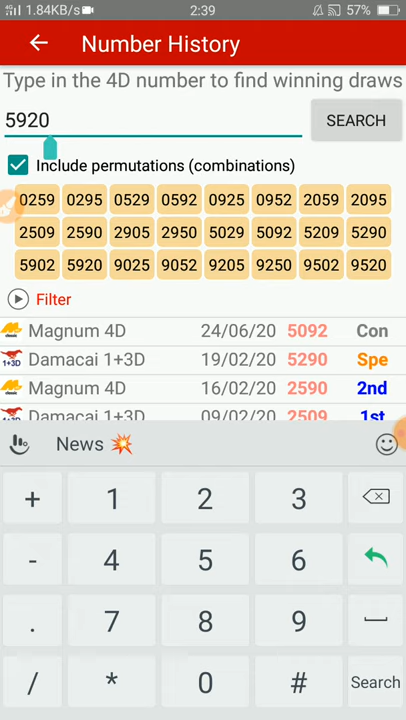 1.84KB/s 2:39 57%
Number History
Type in the 4D number to find winning draws
5920 SEARCH
Include permutations (combinations)
0259 0295 0529 0592 0925 0952 2059 2095
2509 2590 2905 2950 5029 5092 5209 5290
5902 5920 9025 9052 9205 9250 9502 9520
Filter
Magnum 4D 24/06/20 5092 Con
1+3D Damacai 1+3D 19/02/20 5290 Spe
Magnum 4D 16/02/20 2590 2nd
Damacai 1+3D 09/02/20 2509 1st
News 💥
+ 1 2 3
- 4 5 6
. 7 8 9
/ * 0 # Search